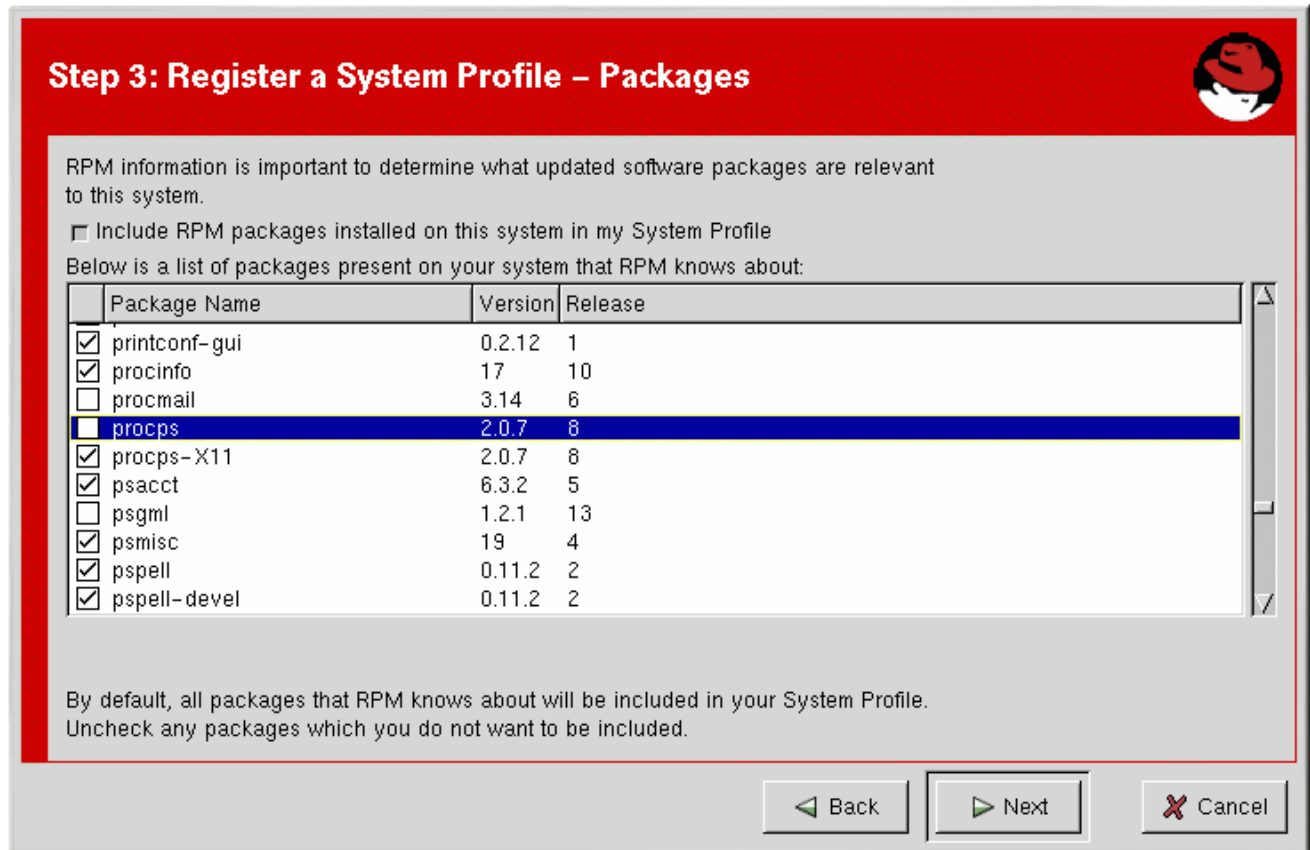 Step 3: Register a System Profile – Packages
RPM information is important to determine what updated software packages are relevant
to this system.
Include RPM packages installed on this system in my System Profile
Below is a list of packages present on your system that RPM knows about:
Package Name Version Release
printconf-gui 0.2.12 1
procinfo 17 10
procmail 3.14 6
procps 2.0.7 8
procps-X11 2.0.7 8
psacct 6.3.2 5
psgml 1.2.1 13
psmisc 19 4
pspell 0.11.2 2
pspell-devel 0.11.2 2
By default, all packages that RPM knows about will be included in your System Profile.
Uncheck any packages which you do not want to be included.
Back Next Cancel